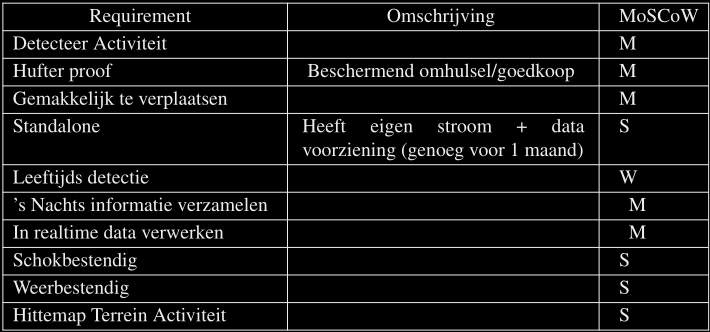 Requirement Omschrijving MoSCoW
Detecteer Activiteit M
Hufter proof Beschermend omhulsel/goedkoop M
Gemakkelijk te verplaatsen M
Standalone Heeft eigen stroom + data S
voorziening (genoeg voor 1 maand)
Leeftijds detectie W
’s Nachts informatie verzamelen M
In realtime data verwerken M
Schokbestendig S
Weerbestendig S
Hittemap Terrein Activiteit S